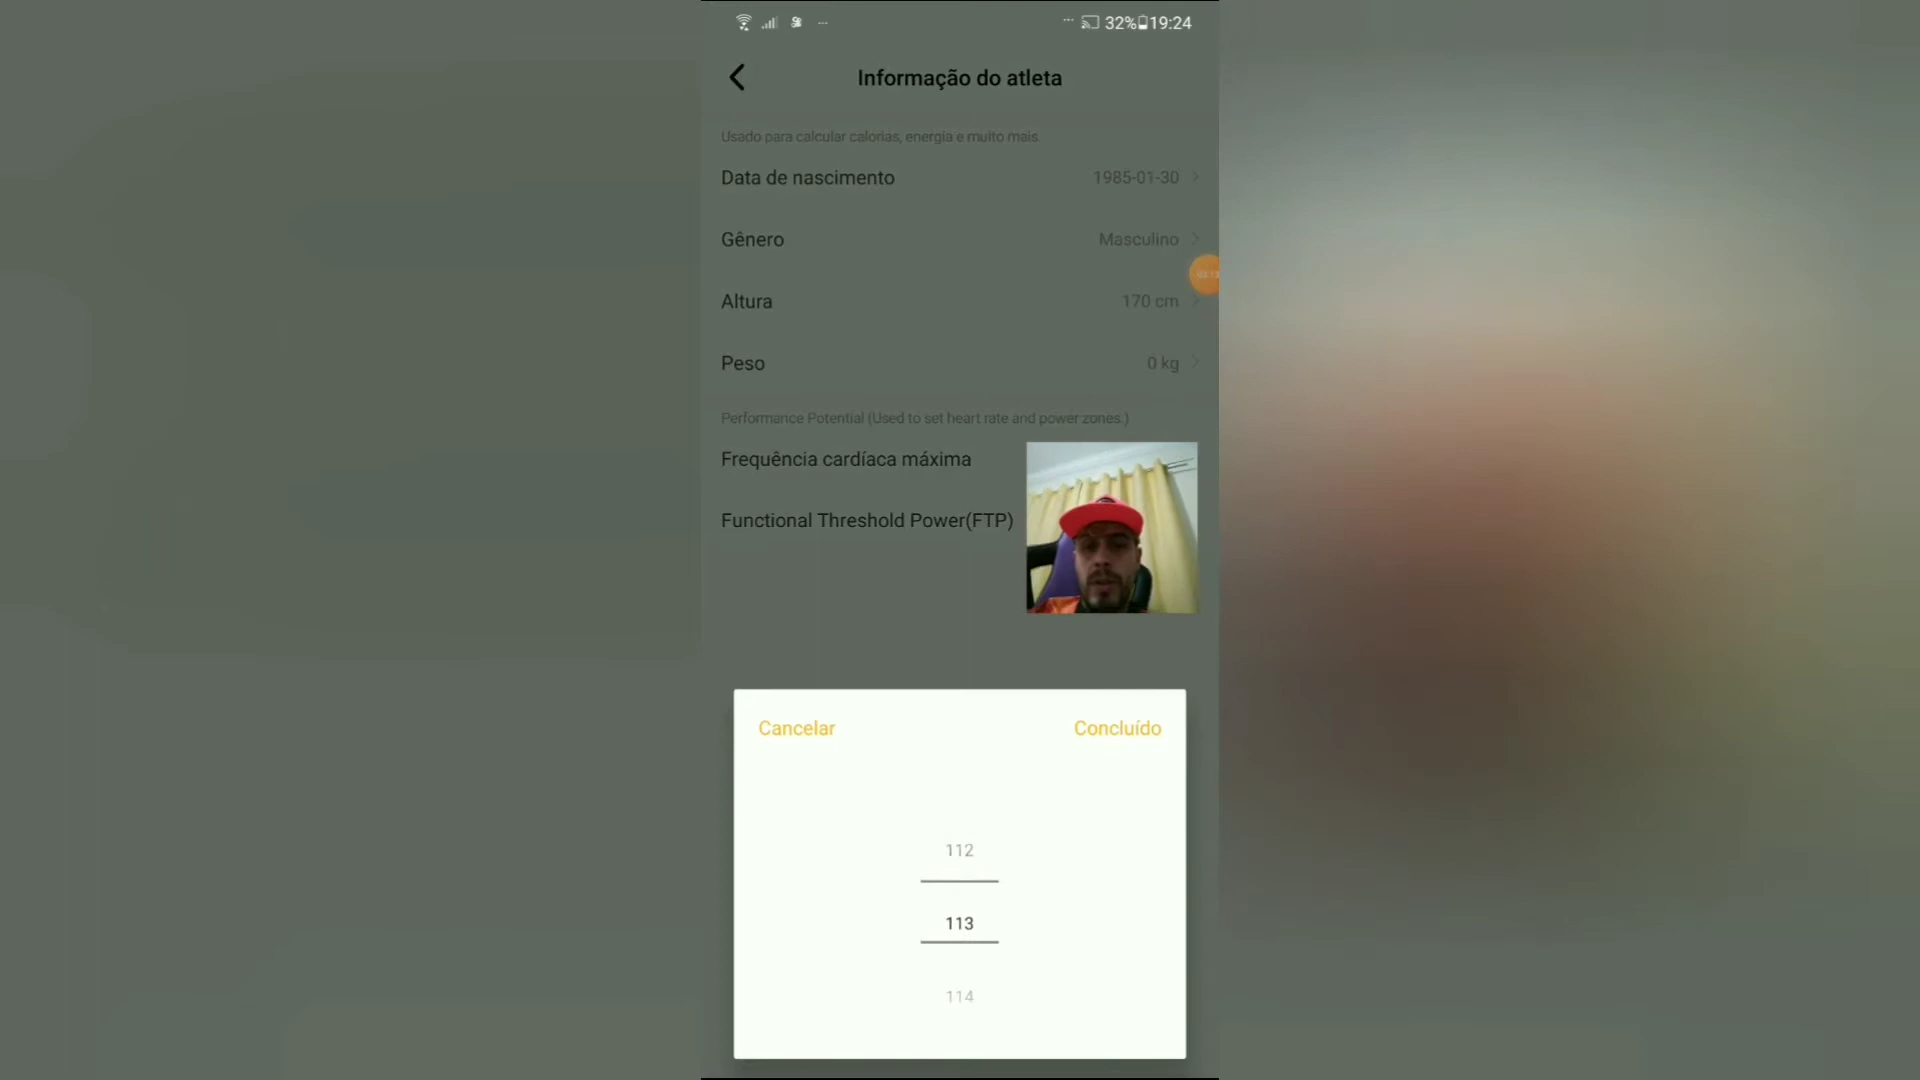 32% 19:24
Informação do atleta
Usado para calcular calorias, energia e muito mais.
Data de nascimento 1985-01-30
Gênero Masculino
Altura 170 cm
Peso 0 kg
Performance Potential (Used to set heart rate and power zones.)
Frequência cardíaca máxima
Functional Threshold Power(FTP)
Cancelar Concluído
112
113
114